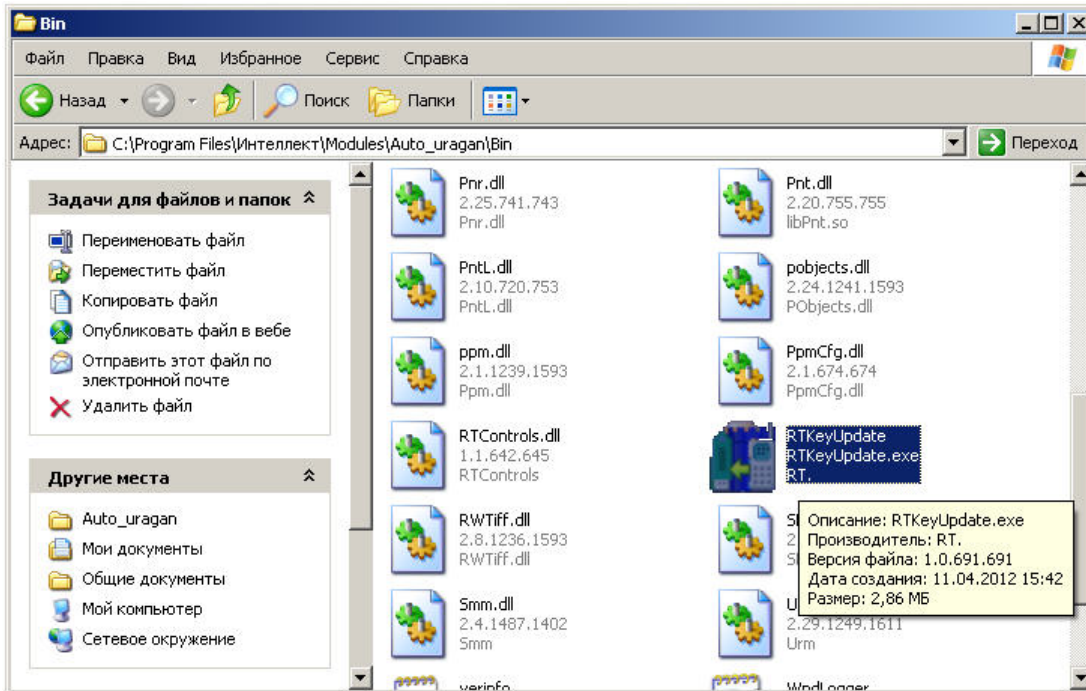 Bin
Файл Правка Вид Избранное Сервис Справка
Назад Поиск Папки
Адрес: C:\Program Files\Интеллект\Modules\Auto_uragan\Bin Переход
Задачи для файлов и папок
Переименовать файл
Переместить файл
Копировать файл
Опубликовать файл в вебе
Отправить этот файл по
электронной почте
Удалить файл
Другие места
Auto_uragan
Мои документы
Общие документы
Мой компьютер
Сетевое окружение
Pnr.dll
2.25.741.743
Pnr.dll
Pnt.dll
2.20.755.755
libPnt.so
PntL.dll
2.10.720.753
PntL.dll
pobjects.dll
2.24.1241.1593
PObjects.dll
ppm.dll
2.1.1239.1593
Ppm.dll
PpmCfg.dll
2.1.674.674
PpmCfg.dll
RTControls.dll
1.1.642.645
RTControls
RTKeyUpdate
RTKeyUpdate.exe
RT.
RWTiff.dll
2.8.1236.1593
RWTiff.dll
Описание: RTKeyUpdate.exe
Производитель: RT.
Версия файла: 1.0.691.691
Дата создания: 11.04.2012 15:42
Размер: 2,86 МБ
Smm.dll
2.4.1487.1402
Smm
2.29.1249.1611
Urm
verinfo
WndLogger